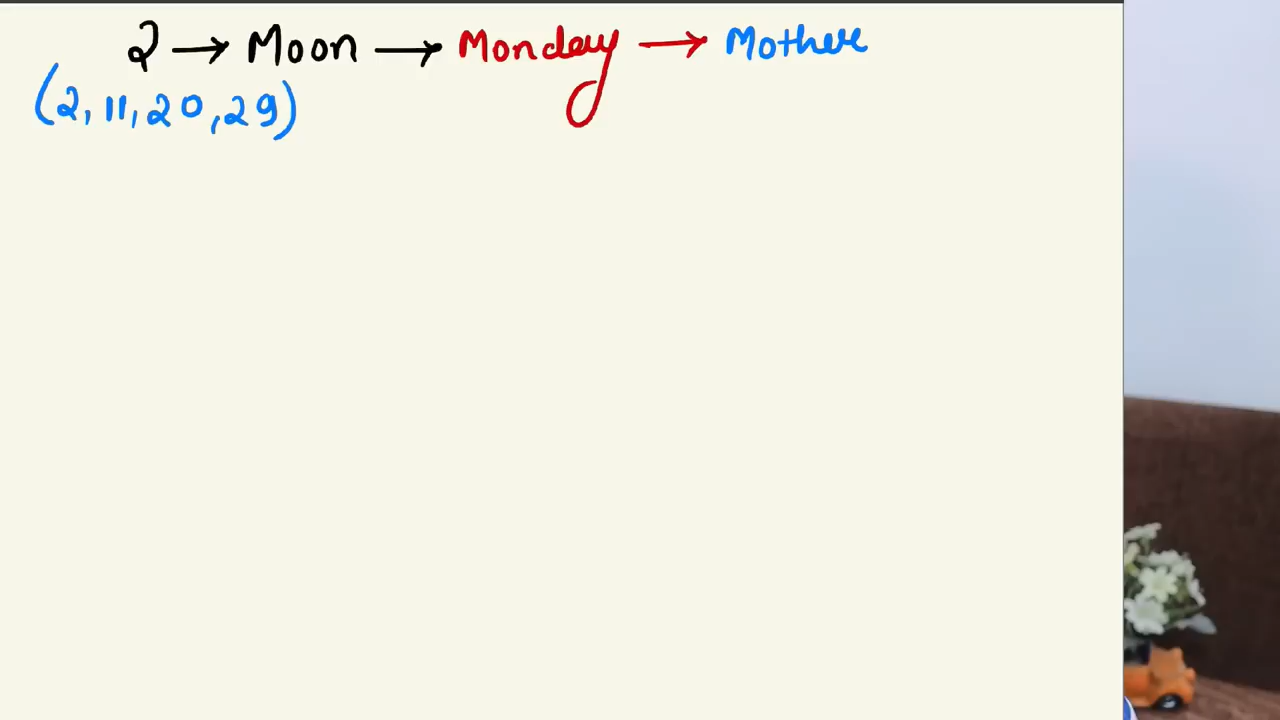 2 → Moon → Monday → Mother
(2, 11, 20, 29)